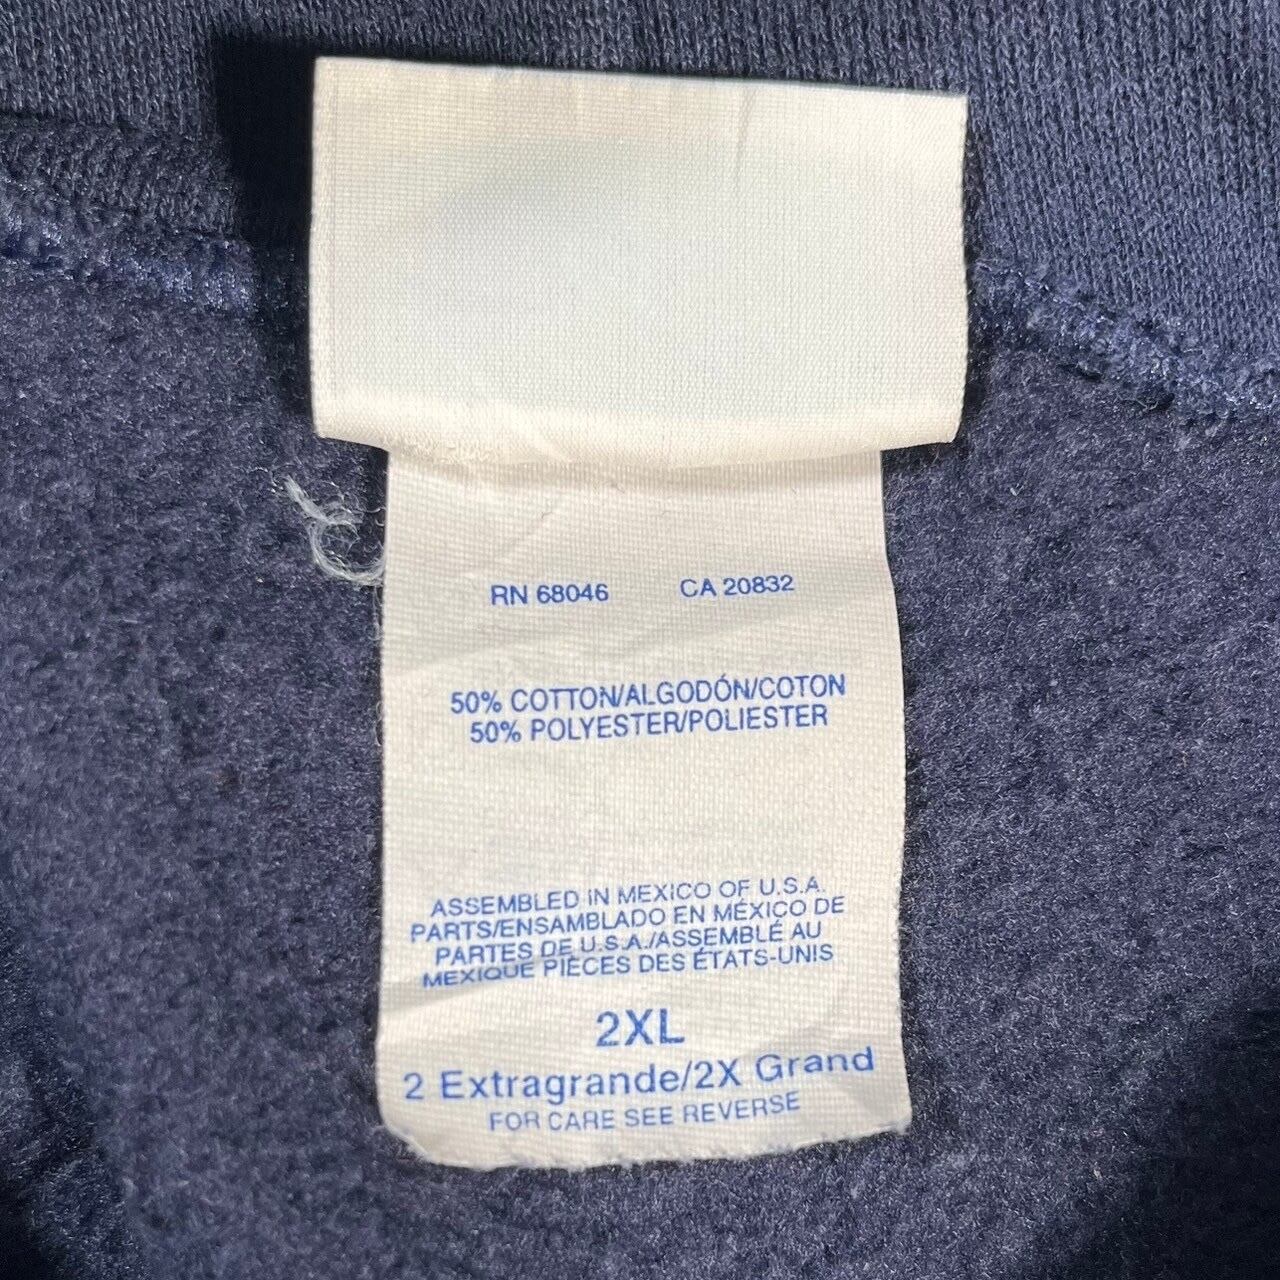 RN 68046 CA 20832
50% COTTON/ALGODÓN/COTON
50% POLYESTER/POLIESTER
ASSEMBLED IN MEXICO OF U.S.A.
PARTS/ENSAMBLADO EN MÉXICO DE
PARTES DE U.S.A./ASSEMBLÉ AU
MEXIQUE PIÈCES DES ÉTATS-UNIS
2XL
2 Extragrande/2X Grand
FOR CARE SEE REVERSE